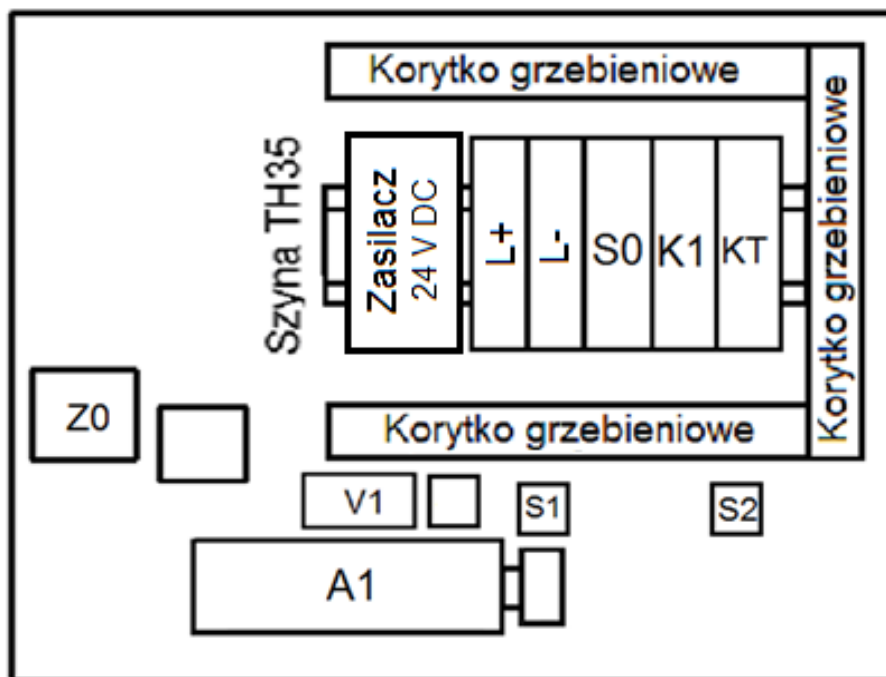 Korytko grzebieniowe
Szyna TH35
Zasilacz
24 V DC
L+
L-
S0
K1
KT
Korytko grzebieniowe
Z0
Korytko grzebieniowe
V1
S1
S2
A1